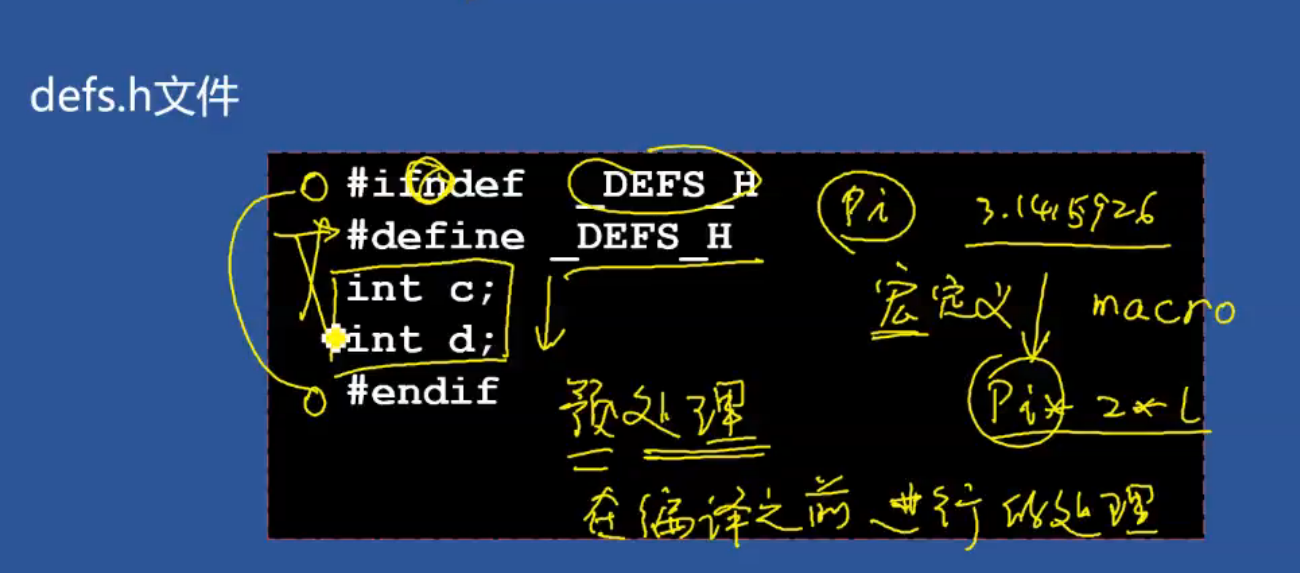 defs.h文件
#ifndef _DEFS_H
#define _DEFS_H
int c;
int d;
#endif
Pi 3.1415926
宏定义 macro
Pi* 2*L
预处理
在编译之前进行的处理